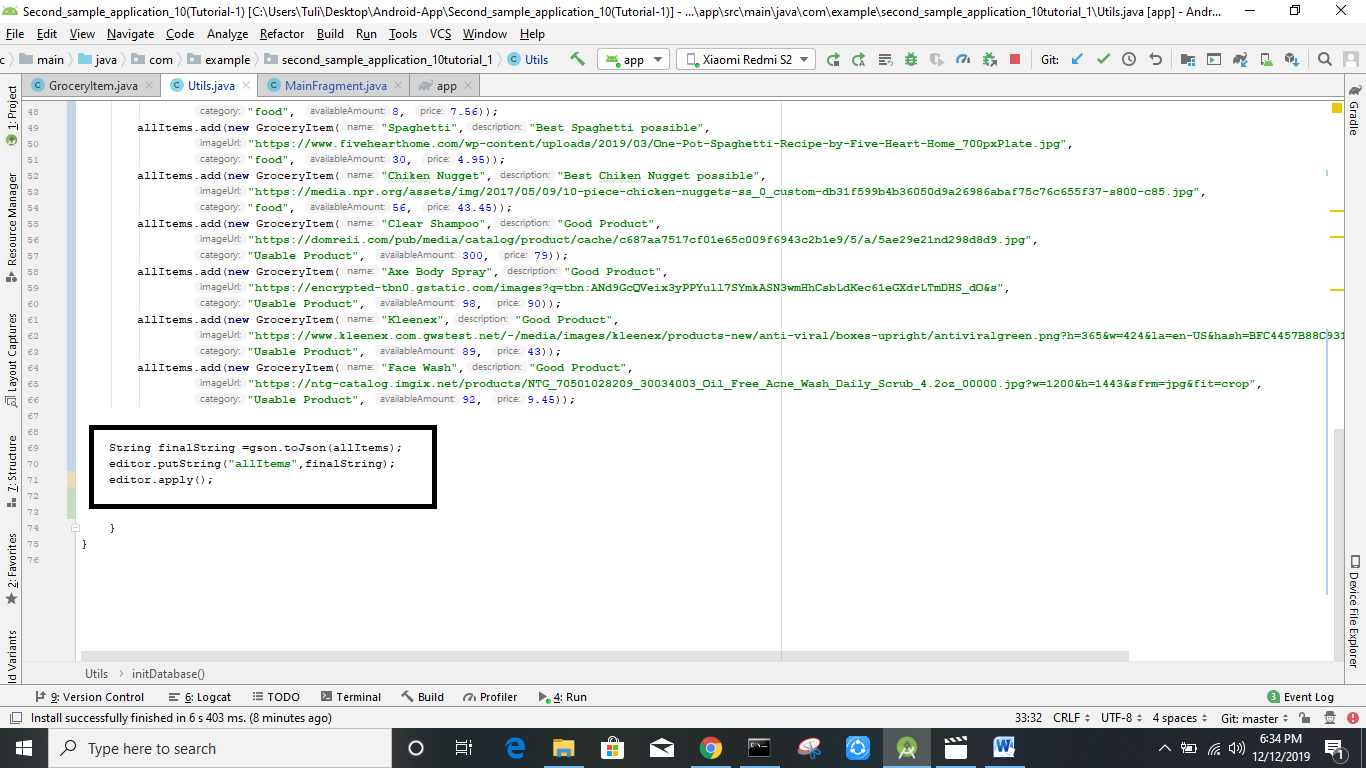 Second_sample_application_10(Tutorial-1) [C:\Users\Tuli\Desktop\Android-App\Second_sample_application_10(Tutorial-1)] - ...\app\src\main\java\com\example\second_sample_application_10tutorial_1\Utils.java [app] - Andr...
File Edit View Navigate Code Analyze Refactor Build Run Tools VCS Window Help
c main java com example second_sample_application_10tutorial_1 Utils app Xiaomi Redmi S2 Git:
GroceryItem.java Utils.java MainFragment.java app
48 category: "food", availableAmount: 8, price: 7.56));
49 allItems.add(new GroceryItem( name: "Spaghetti", description: "Best Spaghetti possible",
50 imageUrl: "https://www.fivehearthome.com/wp-content/uploads/2019/03/One-Pot-Spaghetti-Recipe-by-Five-Heart-Home_700pxPlate.jpg",
51 category: "food", availableAmount: 30, price: 4.95));
52 allItems.add(new GroceryItem( name: "Chiken Nugget", description: "Best Chiken Nugget possible",
53 imageUrl: "https://media.npr.org/assets/img/2017/05/09/10-piece-chicken-nuggets-ss_0_custom-db31f599b4b36050d9a26986abaf75c76c655f37-s800-c85.jpg",
54 category: "food", availableAmount: 56, price: 43.45));
55 allItems.add(new GroceryItem( name: "Clear Shampoo", description: "Good Product",
56 imageUrl: "https://domreii.com/pub/media/catalog/product/cache/c687aa7517cf01e65c009f6943c2b1e9/5/a/5ae29e21nd298d8d9.jpg",
57 category: "Usable Product", availableAmount: 300, price: 79));
58 allItems.add(new GroceryItem( name: "Axe Body Spray", description: "Good Product",
59 imageUrl: "https://encrypted-tbn0.gstatic.com/images?q=tbn:ANd9GcQVeix3yPPYull7SYmkASN3wmHhCsbLdKec61eGXdrLTmDHS_dO&s",
60 category: "Usable Product", availableAmount: 98, price: 90));
61 allItems.add(new GroceryItem( name: "Kleenex", description: "Good Product",
62 imageUrl: "https://www.kleenex.com.gwstest.net/-/media/images/kleenex/products-new/anti-viral/boxes-upright/antiviralgreen.png?h=365&w=424&la=en-US&hash=BFC4457B88C931
63 category: "Usable Product", availableAmount: 89, price: 43));
64 allItems.add(new GroceryItem( name: "Face Wash", description: "Good Product",
65 imageUrl: "https://ntg-catalog.imgix.net/products/NTG_70501028209_30034003_Oil_Free_Acne_Wash_Daily_Scrub_4.2oz_00000.jpg?w=1200&h=1443&sfrm=jpg&fit=crop",
66 category: "Usable Product", availableAmount: 92, price: 9.45));
67
68
69 String finalString =gson.toJson(allItems);
70 editor.putString("allItems",finalString);
71 editor.apply();
72
73
74 }
75 }
76
1: Project
Resource Manager
Layout Captures
7: Structure
2: Favorites
ld Variants
Gradle
Device File Explorer
Utils initDatabase()
9: Version Control 6: Logcat TODO Terminal Build Profiler 4: Run 3 Event Log
Install successfully finished in 6 s 403 ms. (8 minutes ago) 33:32 CRLF UTF-8 4 spaces Git: master
Type here to search 6:34 PM
12/12/2019 1